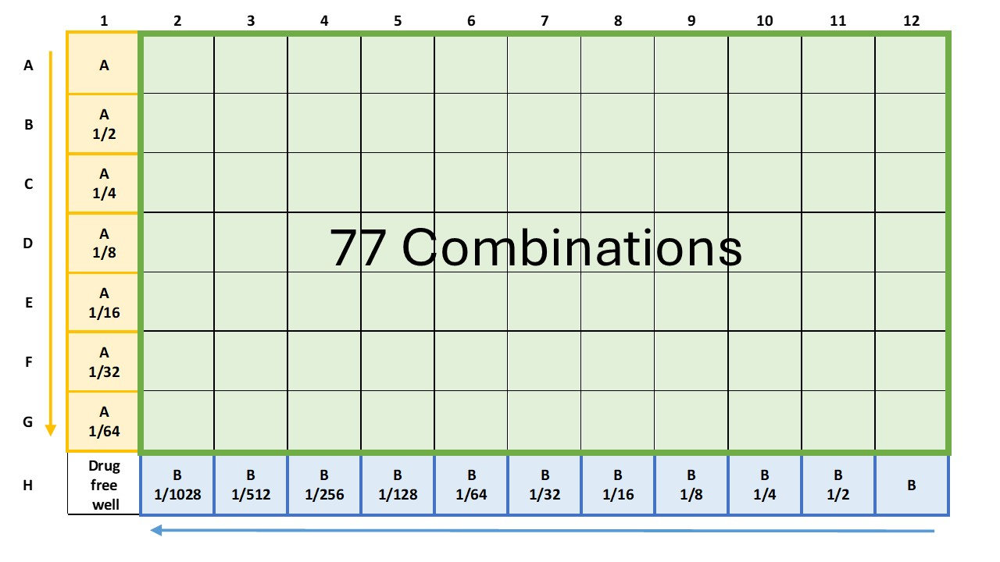 1 2 3 4 5 6 7 8 9 10 11 12
A A
B A
1/2
C A
1/4
D A
1/8
77 Combinations
E A
1/16
F A
1/32
G A
1/64
H Drug
free
well
B
1/1028
B
1/512
B
1/256
B
1/128
B
1/64
B
1/32
B
1/16
B
1/8
B
1/4
B
1/2
B